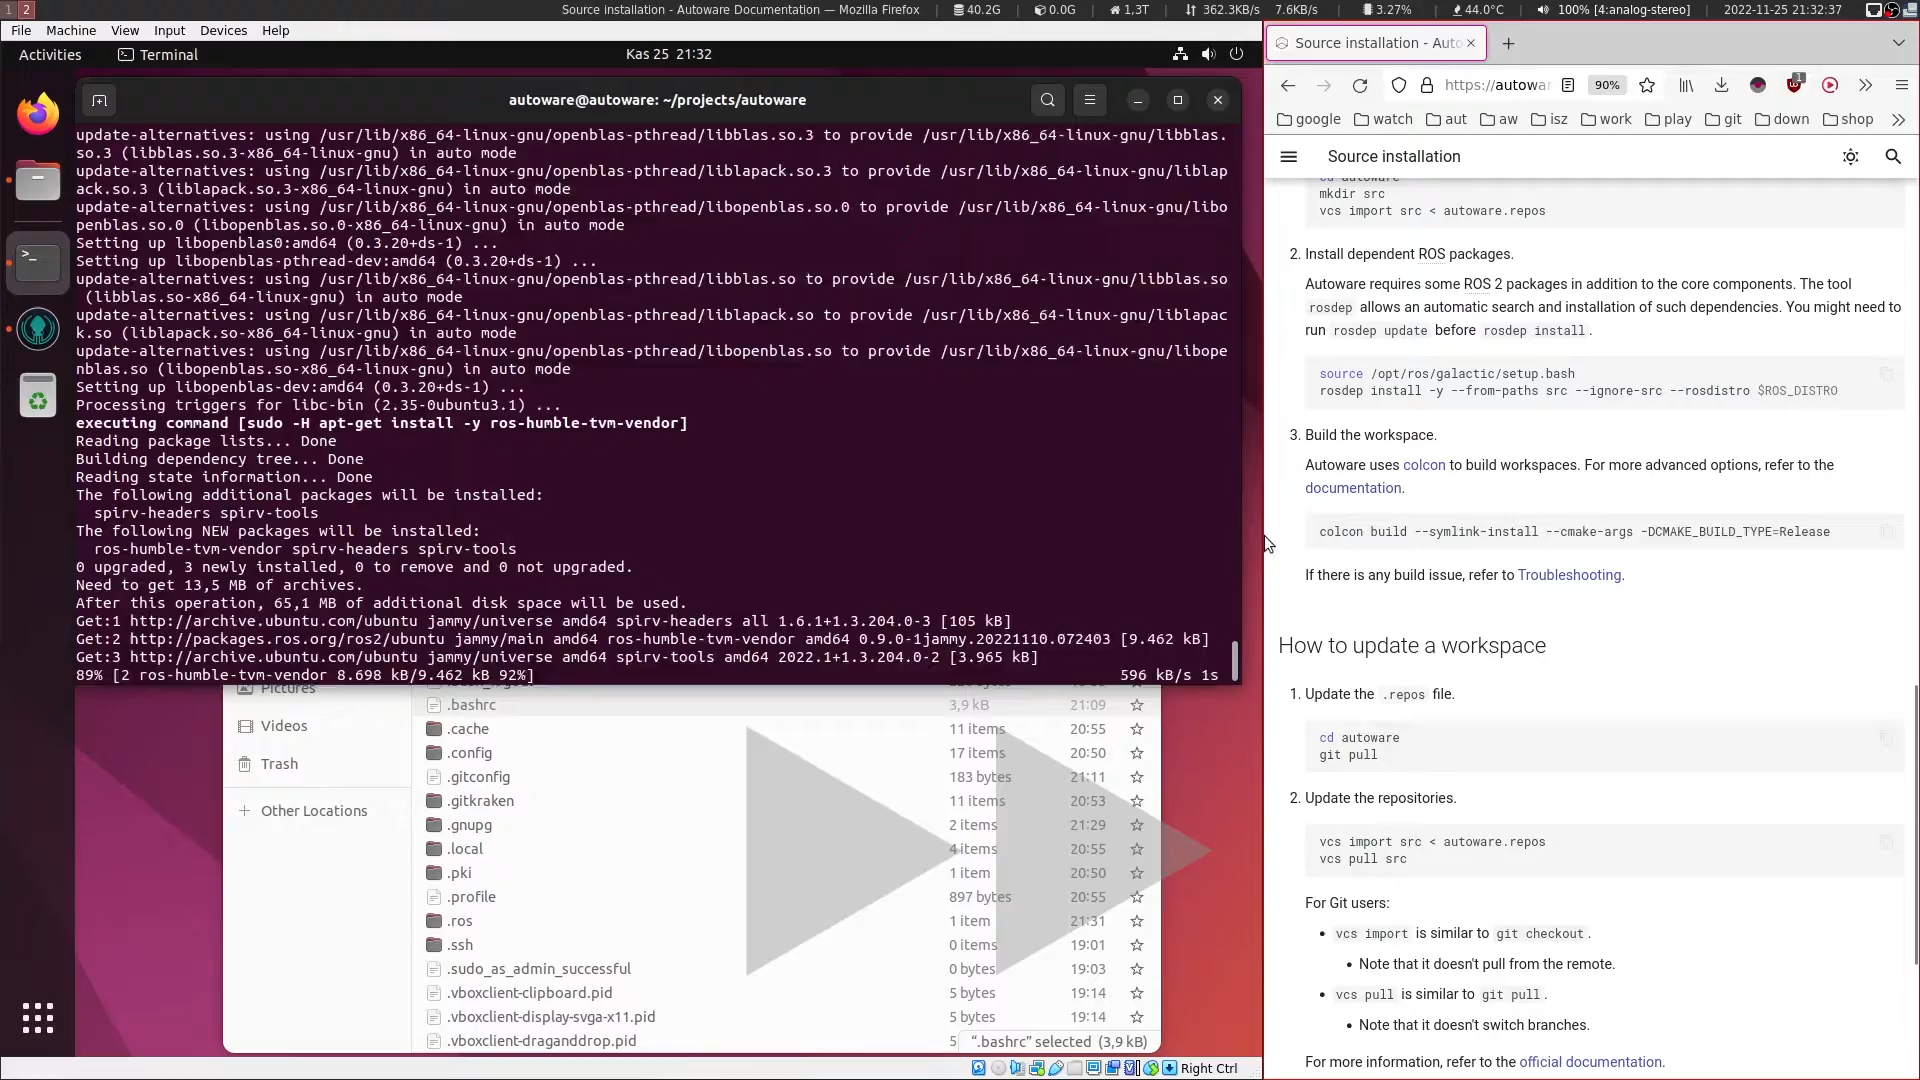 1 2
Source installation - Autoware Documentation — Mozilla Firefox
40.2G
0.0G
1,3T
362.3KB/s 7.6KB/s
3.27%
44.0°C
100% [4:analog-stereo]
2022-11-25 21:32:37
File Machine View Input Devices Help
Activities
Terminal
Kas 25 21:32
autoware@autoware: ~/projects/autoware
update-alternatives: using /usr/lib/x86_64-linux-gnu/openblas-pthread/libblas.so.3 to provide /usr/lib/x86_64-linux-gnu/libblas.
so.3 (libblas.so.3-x86_64-linux-gnu) in auto mode
update-alternatives: using /usr/lib/x86_64-linux-gnu/openblas-pthread/liblapack.so.3 to provide /usr/lib/x86_64-linux-gnu/liblap
ack.so.3 (liblapack.so.3-x86_64-linux-gnu) in auto mode
update-alternatives: using /usr/lib/x86_64-linux-gnu/openblas-pthread/libopenblas.so.0 to provide /usr/lib/x86_64-linux-gnu/libo
penblas.so.0 (libopenblas.so.0-x86_64-linux-gnu) in auto mode
Setting up libopenblas0:amd64 (0.3.20+ds-1) ...
Setting up libopenblas-pthread-dev:amd64 (0.3.20+ds-1) ...
update-alternatives: using /usr/lib/x86_64-linux-gnu/openblas-pthread/libblas.so to provide /usr/lib/x86_64-linux-gnu/libblas.so
(libblas.so-x86_64-linux-gnu) in auto mode
update-alternatives: using /usr/lib/x86_64-linux-gnu/openblas-pthread/liblapack.so to provide /usr/lib/x86_64-linux-gnu/liblapac
k.so (liblapack.so-x86_64-linux-gnu) in auto mode
update-alternatives: using /usr/lib/x86_64-linux-gnu/openblas-pthread/libopenblas.so to provide /usr/lib/x86_64-linux-gnu/libope
nblas.so (libopenblas.so-x86_64-linux-gnu) in auto mode
Setting up libopenblas-dev:amd64 (0.3.20+ds-1) ...
Processing triggers for libc-bin (2.35-0ubuntu3.1) ...
executing command [sudo -H apt-get install -y ros-humble-tvm-vendor]
Reading package lists... Done
Building dependency tree... Done
Reading state information... Done
The following additional packages will be installed:
spirv-headers spirv-tools
The following NEW packages will be installed:
ros-humble-tvm-vendor spirv-headers spirv-tools
0 upgraded, 3 newly installed, 0 to remove and 0 not upgraded.
Need to get 13,5 MB of archives.
After this operation, 65,1 MB of additional disk space will be used.
Get:1 http://archive.ubuntu.com/ubuntu jammy/universe amd64 spirv-headers all 1.6.1+1.3.204.0-3 [105 kB]
Get:2 http://packages.ros.org/ros2/ubuntu jammy/main amd64 ros-humble-tvm-vendor amd64 0.9.0-1jammy.20221110.072403 [9.462 kB]
Get:3 http://archive.ubuntu.com/ubuntu jammy/universe amd64 spirv-tools amd64 2022.1+1.3.204.0-2 [3.965 kB]
89% [2 ros-humble-tvm-vendor 8.698 kB/9.462 kB 92%] 596 kB/s 1s
Pictures
Videos
Trash
+ Other Locations
.bashrc 3,9 kB 21:09
.cache 11 items 20:55
.config 17 items 20:50
.gitconfig 183 bytes 21:11
.gitkraken 11 items 20:53
.gnupg 2 items 21:29
.local 4 items 20:55
.pki 1 item 20:50
.profile 897 bytes 20:55
.ros 1 item 21:31
.ssh 0 items 19:01
.sudo_as_admin_successful 0 bytes 19:03
.vboxclient-clipboard.pid 5 bytes 19:14
.vboxclient-display-svga-x11.pid 5 bytes 19:14
.vboxclient-draganddrop.pid 5
“.bashrc” selected (3,9 kB)
Right Ctrl
Source installation - Auto
https://autowar
90%
1
google watch aut aw isz work play git down shop
Source installation
cd autoware
mkdir src
vcs import src < autoware.repos
2. Install dependent ROS packages.
Autoware requires some ROS 2 packages in addition to the core components. The tool
rosdep allows an automatic search and installation of such dependencies. You might need to
run rosdep update before rosdep install.
source /opt/ros/galactic/setup.bash
rosdep install -y --from-paths src --ignore-src --rosdistro $ROS_DISTRO
3. Build the workspace.
Autoware uses colcon to build workspaces. For more advanced options, refer to the
documentation.
colcon build --symlink-install --cmake-args -DCMAKE_BUILD_TYPE=Release
If there is any build issue, refer to Troubleshooting.
How to update a workspace
1. Update the .repos file.
cd autoware
git pull
2. Update the repositories.
vcs import src < autoware.repos
vcs pull src
For Git users:
• vcs import is similar to git checkout.
• Note that it doesn't pull from the remote.
• vcs pull is similar to git pull.
• Note that it doesn't switch branches.
For more information, refer to the official documentation.